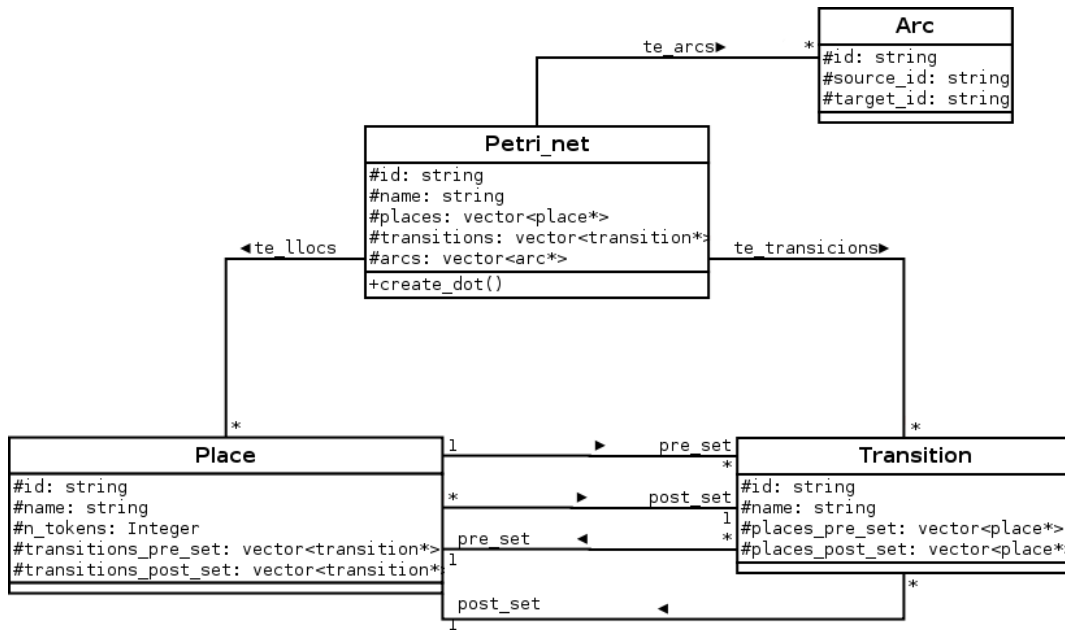 Arc
te_arcs▶
*
#id: string
#source_id: string
#target_id: string
Petri_net
#id: string
#name: string
#places: vector<place*>
#transitions: vector<transition*>
#arcs: vector<arc*>
+create_dot()
◀te_llocs
te_transicions▶
*
*
Place
#id: string
#name: string
#n_tokens: Integer
#transitions_pre_set: vector<transition*>
#transitions_post_set: vector<transition*
1 ▶ pre_set
*
* ▶ post_set
1
pre_set ◀ *
1
post_set ◀ *
1
Transition
#id: string
#name: string
#places_pre_set: vector<place*>
#places_post_set: vector<place*>